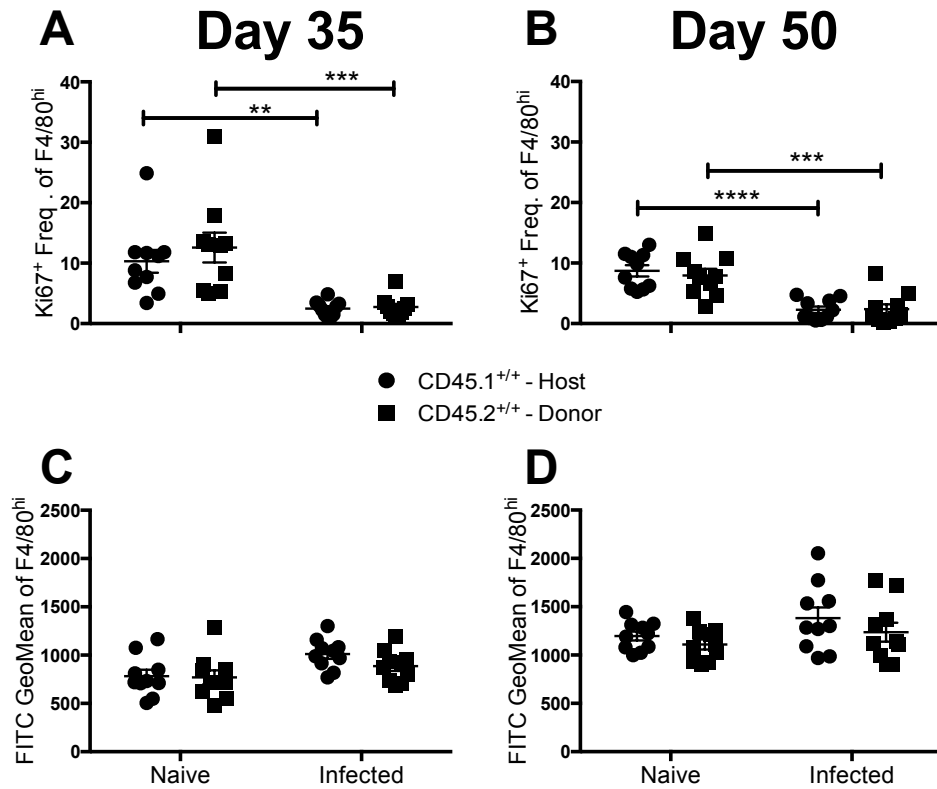 A
Day 35
B
Day 50
Ki67+ Freq . of F4/80hi
40
30
20
10
0
**
***
Ki67+ Freq. of F4/80hi
40
30
20
10
0
****
***
CD45.1+/+ - Host
CD45.2+/+ - Donor
C
D
FITC GeoMean of F4/80hi
2500
2000
1500
1000
500
0
Naive
Infected
FITC GeoMean of F4/80hi
2500
2000
1500
1000
500
0
Naive
Infected